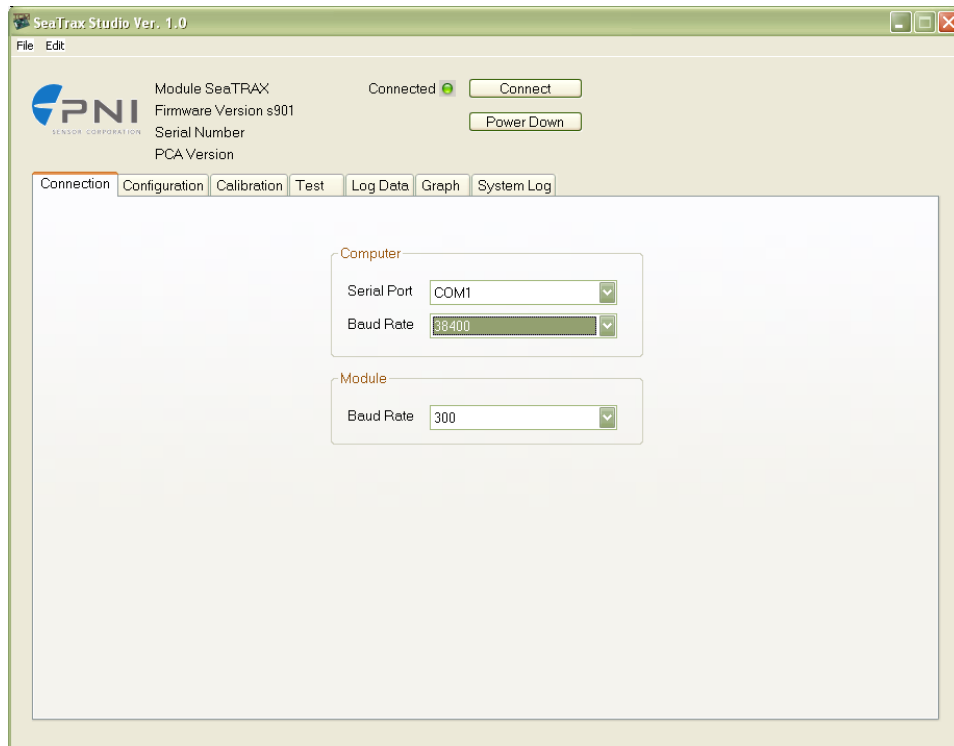 SeaTrax Studio Ver. 1.0
File Edit
PNI
SENSOR CORPORATION
Module SeaTRAX
Firmware Version s901
Serial Number
PCA Version
Connected
Connect
Power Down
Connection Configuration Calibration Test Log Data Graph System Log
Computer
Serial Port COM1
Baud Rate 38400
Module
Baud Rate 300